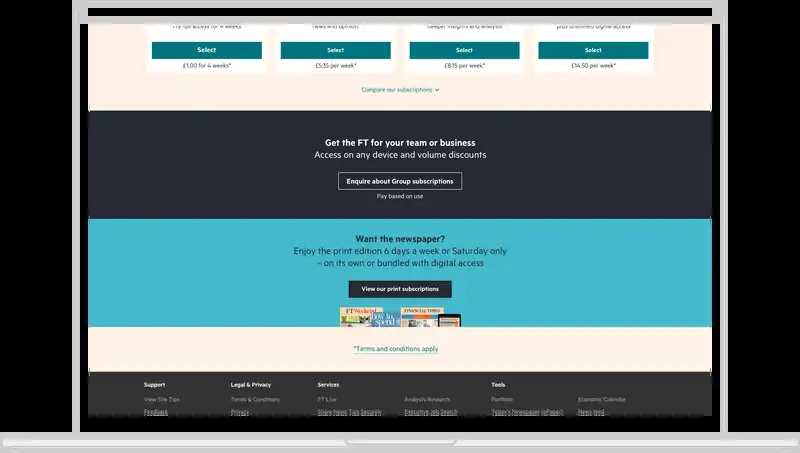 Try full access for 4 weeks
news and opinion
deeper insights and analysis
plus unlimited digital access
Select
Select
Select
Select
£1.00 for 4 weeks*
£5.35 per week*
£8.15 per week*
£14.50 per week*
Compare our subscriptions
Get the FT for your team or business
Access on any device and volume discounts
Enquire about Group subscriptions
Pay based on use
Want the newspaper?
Enjoy the print edition 6 days a week or Saturday only
– on its own or bundled with digital access
View our print subscriptions
FTWeekend
how to spend it
FINANCIAL TIMES
*Terms and conditions apply
Support
Legal & Privacy
Services
Tools
View Site Tips
Terms & Conditions
FT Live
Analysts Research
Portfolio
Economic Calendar
Feedback
Privacy
Share News Tips Securely
Executive Job Search
Today's Newspaper (ePaper)
News feed